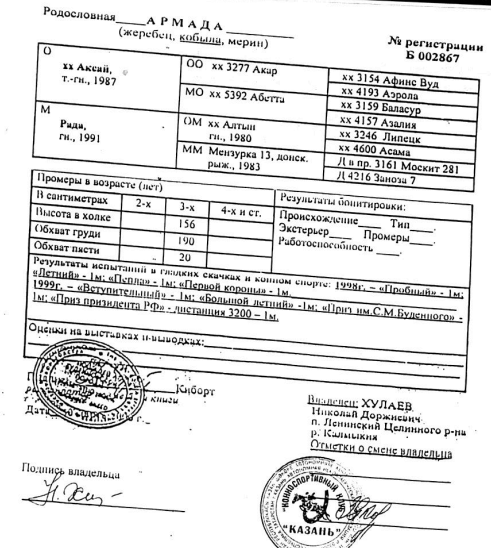 Родословная АРМАДА
(жеребец, кобыла, мерин)
№ регистрации
Б 002867
О
хх Аксай,
т.-гн., 1987
ОО хх 3277 Акар
МО хх 5392 Абетта
хх 3154 Афинс Вуд
хх 4193 Аэрола
хх 3159 Баласур
хх 4157 Азалия
М
Рада,
гн., 1991
ОМ хх Алтын
гн., 1980
ММ Мензурка 13, донск.
рыж., 1983
хх 3246 Липецк
хх 4600 Асама
Д в пр. 3161 Москит 281
Д 4216 Заноза 7
Промеры в возрасте (лет)
В сантиметрах 2-х 3-х 4-х и ст.
Высота в холке 156
Обхват груди 190
Обхват пясти 20
Результаты бонитировки:
Происхождение Тип
Экстерьер Промеры
Работоспособность
Результаты испытаний в гладких скачках и конном спорте: 1998г. – «Пробный» - 1м;
«Летний» - 1м; «Пепла» - 1м; «Первой короны» - 1м.
1999г. – «Вступительный» - 1м; «Большой летний» -1м; «Приз им.С.М.Буденного» -
1м; «Приз президента РФ» - дистанция 3200 – 1м.
Оценки на выставках и выводках:
Киборт
книги
Дата
г.
Владелец: ХУЛАЕВ
Николай Доржиевич
п. Ленинский Целинного р-на
р. Калмыкия
Отметки о смене владельца
Подпись владельца
"КОННОСПОРТИВНЫЙ
"КАЗАНЬ"